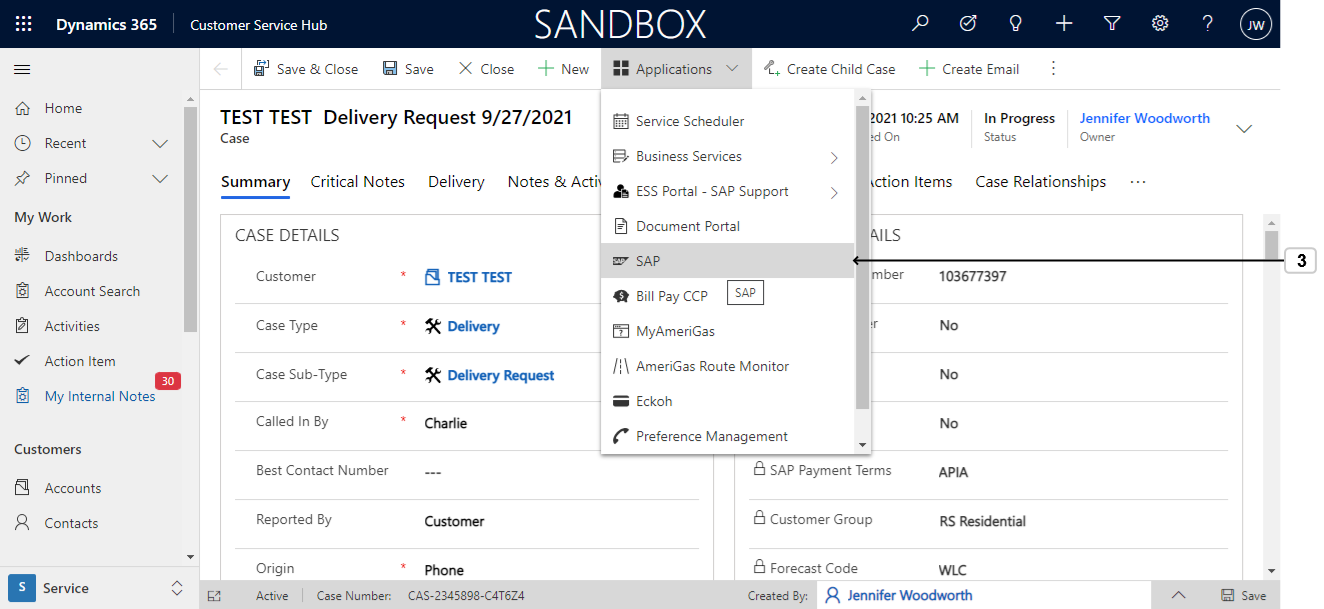 Dynamics 365 Customer Service Hub SANDBOX JW
Save & Close Save Close New Applications Create Child Case Create Email
Home
Recent
Pinned
My Work
Dashboards
Account Search
Activities
Action Item
30
My Internal Notes
Customers
Accounts
Contacts
S Service
TEST TEST Delivery Request 9/27/2021
Case
2021 10:25 AM
ed On
In Progress
Status
Jennifer Woodworth
Owner
Summary Critical Notes Delivery Notes & Activ Action Items Case Relationships ...
Service Scheduler
Business Services
ESS Portal - SAP Support
Document Portal
SAP
Bill Pay CCP
SAP
MyAmeriGas
AmeriGas Route Monitor
Eckoh
Preference Management
3
CASE DETAILS
Customer * TEST TEST
Case Type * Delivery
Case Sub-Type * Delivery Request
Called In By * Charlie
Best Contact Number ---
Reported By Customer
Origin * Phone
AILS
mber 103677397
er No
No
No
SAP Payment Terms APIA
Customer Group RS Residential
Forecast Code WLC
Active Case Number: CAS-2345898-C4T6Z4 Created By: Jennifer Woodworth Save